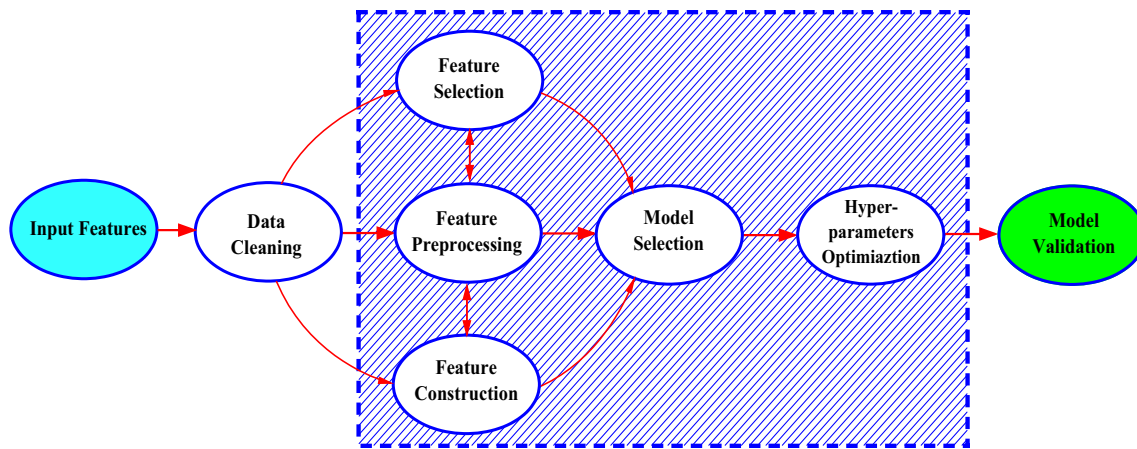 Input Features
Data
Cleaning
Feature
Selection
Feature
Preprocessing
Feature
Construction
Model
Selection
Hyper-
parameters
Optimiaztion
Model
Validation